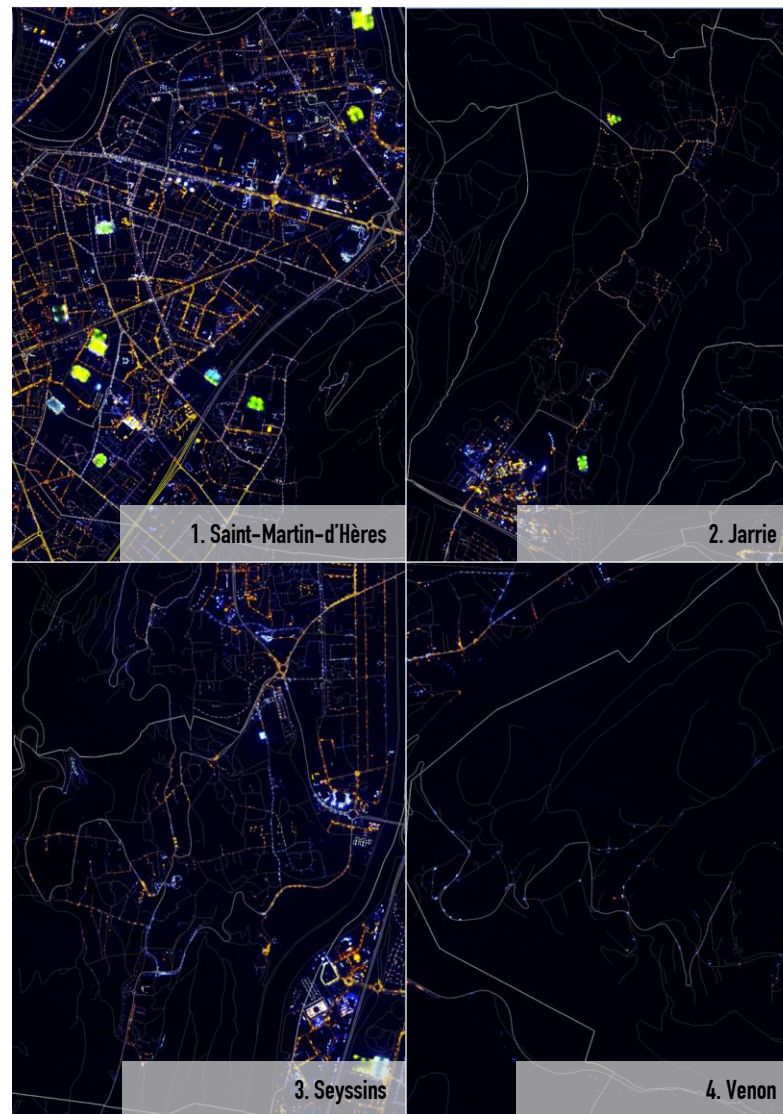 1. Saint-Martin-d'Hères
2. Jarrie
3. Seyssins
4. Venon